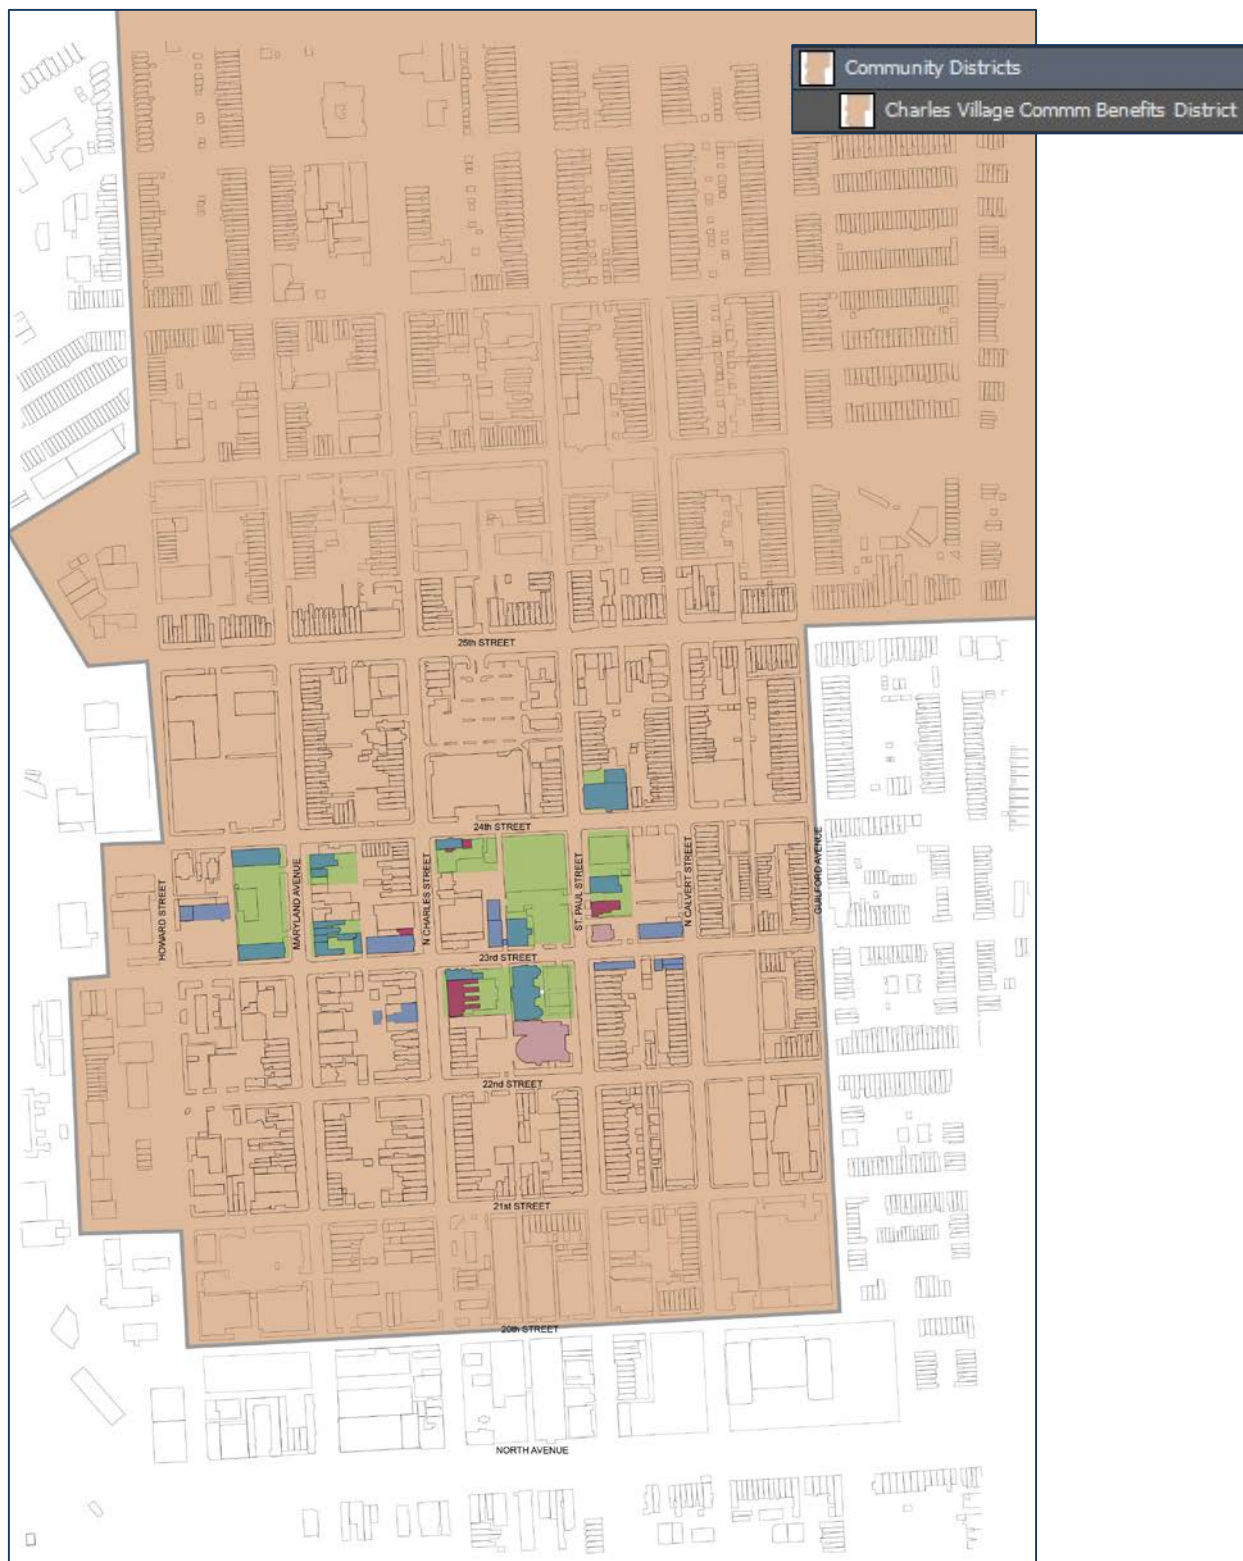 Community Districts
Charles Village Commm Benefits District
25th STREET
24th STREET
HOWARD STREET
MARYLAND AVENUE
N CHARLES STREET
ST. PAUL STREET
N CALVERT STREET
GUILFORD AVENUE
23rd STREET
22nd STREET
21st STREET
20th STREET
NORTH AVENUE